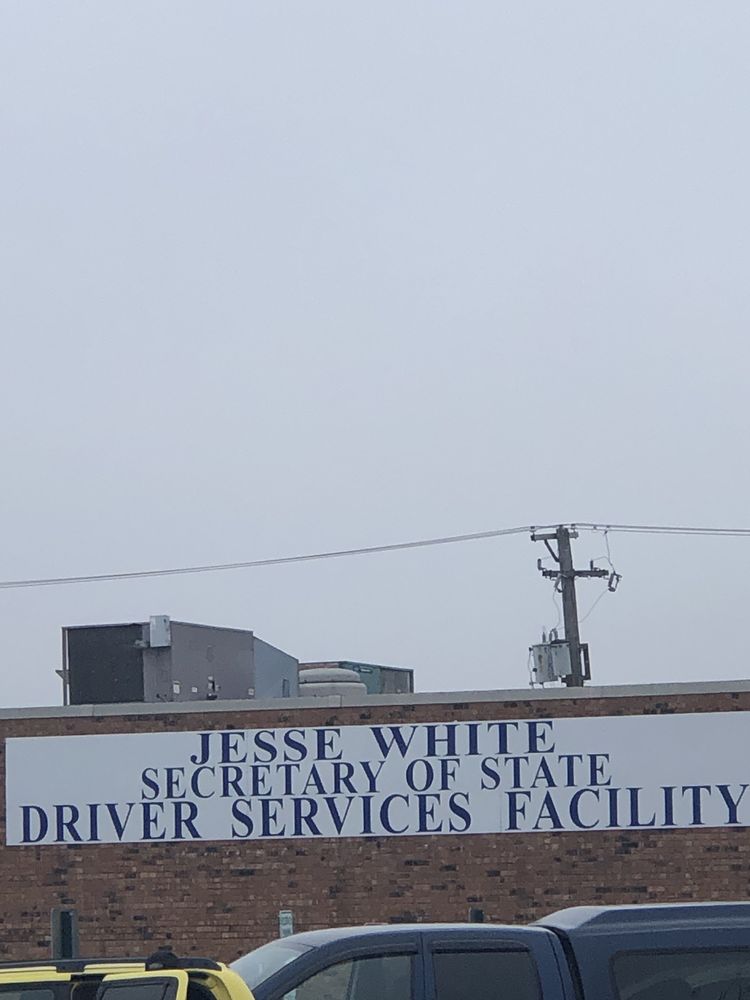 JESSE WHITE
SECRETARY OF STATE
DRIVER SERVICES FACILITY